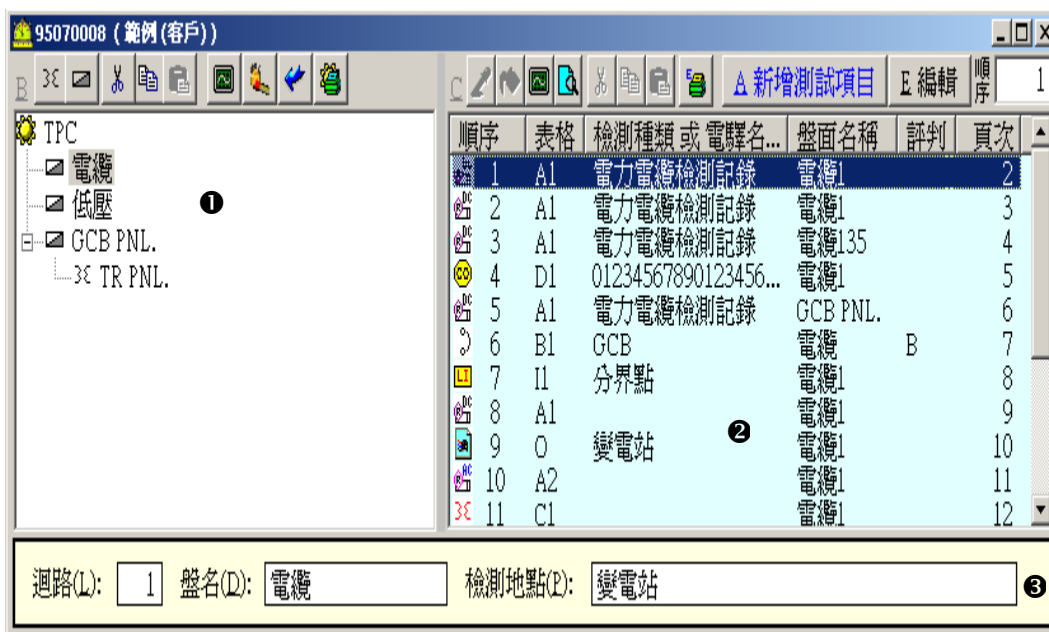 95070008 ( 範例(客戶) )
B
C A 新增測試項目 E 編輯 順序 1
TPC
電纜
低壓 ❶
GCB PNL.
TR PNL.
順序 表格 檢測種類 或 電驛名... 盤面名稱 評判 頁次
1 A1 電力電纜檢測記錄 電纜1 2
2 A1 電力電纜檢測記錄 電纜1 3
3 A1 電力電纜檢測記錄 電纜135 4
CO 4 D1 01234567890123456... 電纜1 5
5 A1 電力電纜檢測記錄 GCB PNL. 6
6 B1 GCB 電纜 B 7
LI 7 I1 分界點 電纜1 8
8 A1 電纜1 9
❷
9 O 變電站 電纜1 10
10 A2 電纜1 11
11 C1 電纜1 12
迴路(L): 1 盤名(D): 電纜 檢測地點(P): 變電站 ❸